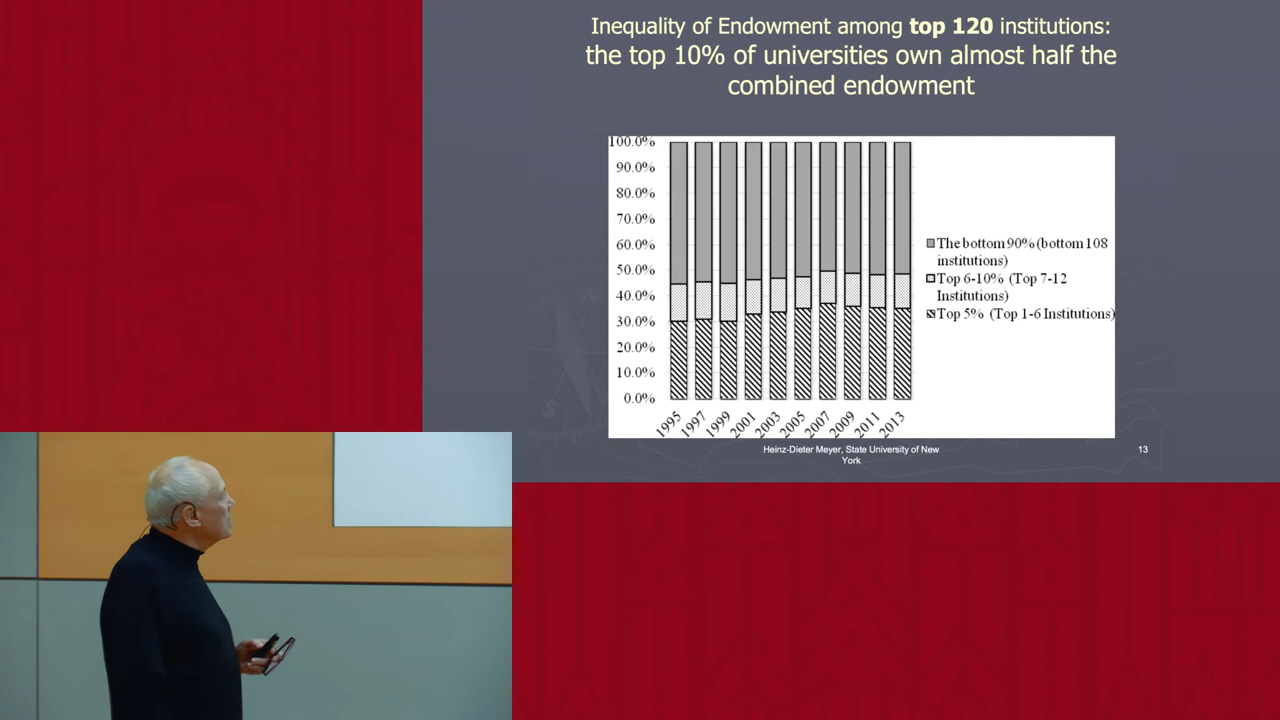 Inequality of Endowment among top 120 institutions:
the top 10% of universities own almost half the
combined endowment
100.0%
90.0%
80.0%
70.0%
60.0%
50.0%
40.0%
30.0%
20.0%
10.0%
0.0%
1995
1997
1999
2001
2003
2005
2007
2009
2011
2013
The bottom 90% (bottom 108
institutions)
Top 6-10% (Top 7-12
Institutions)
Top 5% (Top 1-6 Institutions)
Heinz-Dieter Meyer, State University of New
York
13